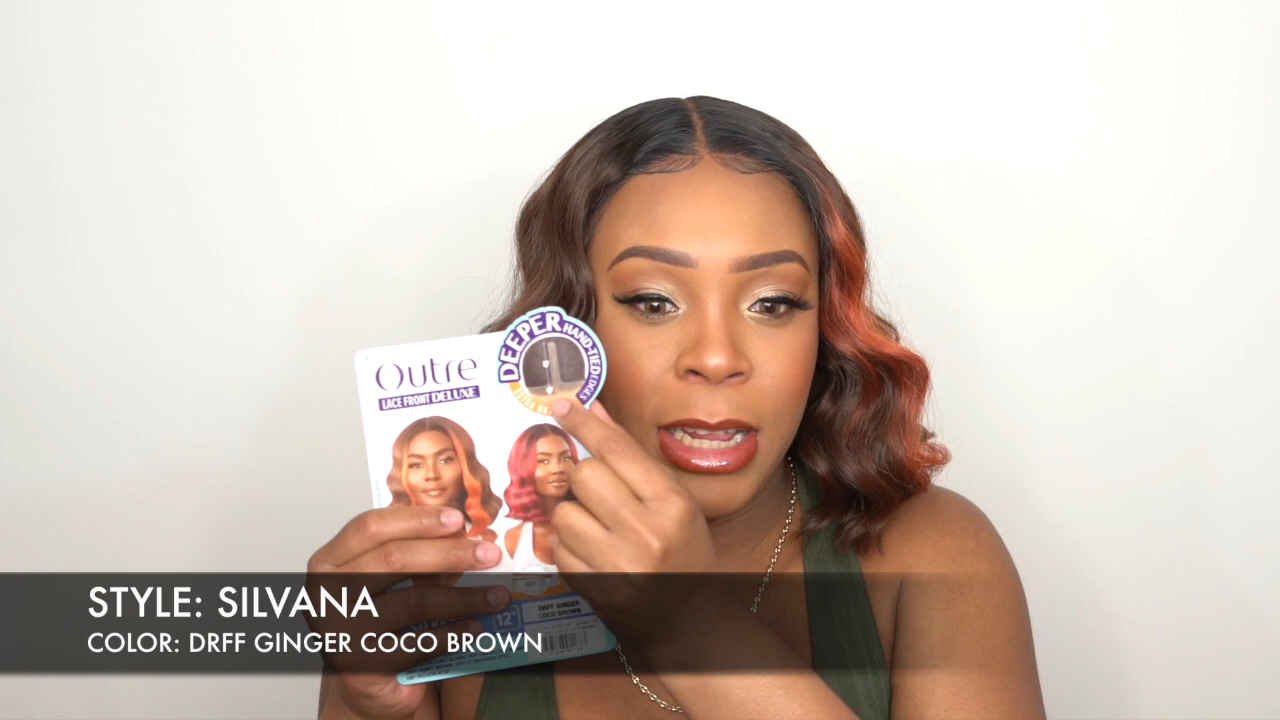 Outre
LACE FRONT DELUXE
DEEPER
HAND-TIED EDGES
12"
DRFF GINGER
COCO BROWN
STYLE: SILVANA
COLOR: DRFF GINGER COCO BROWN